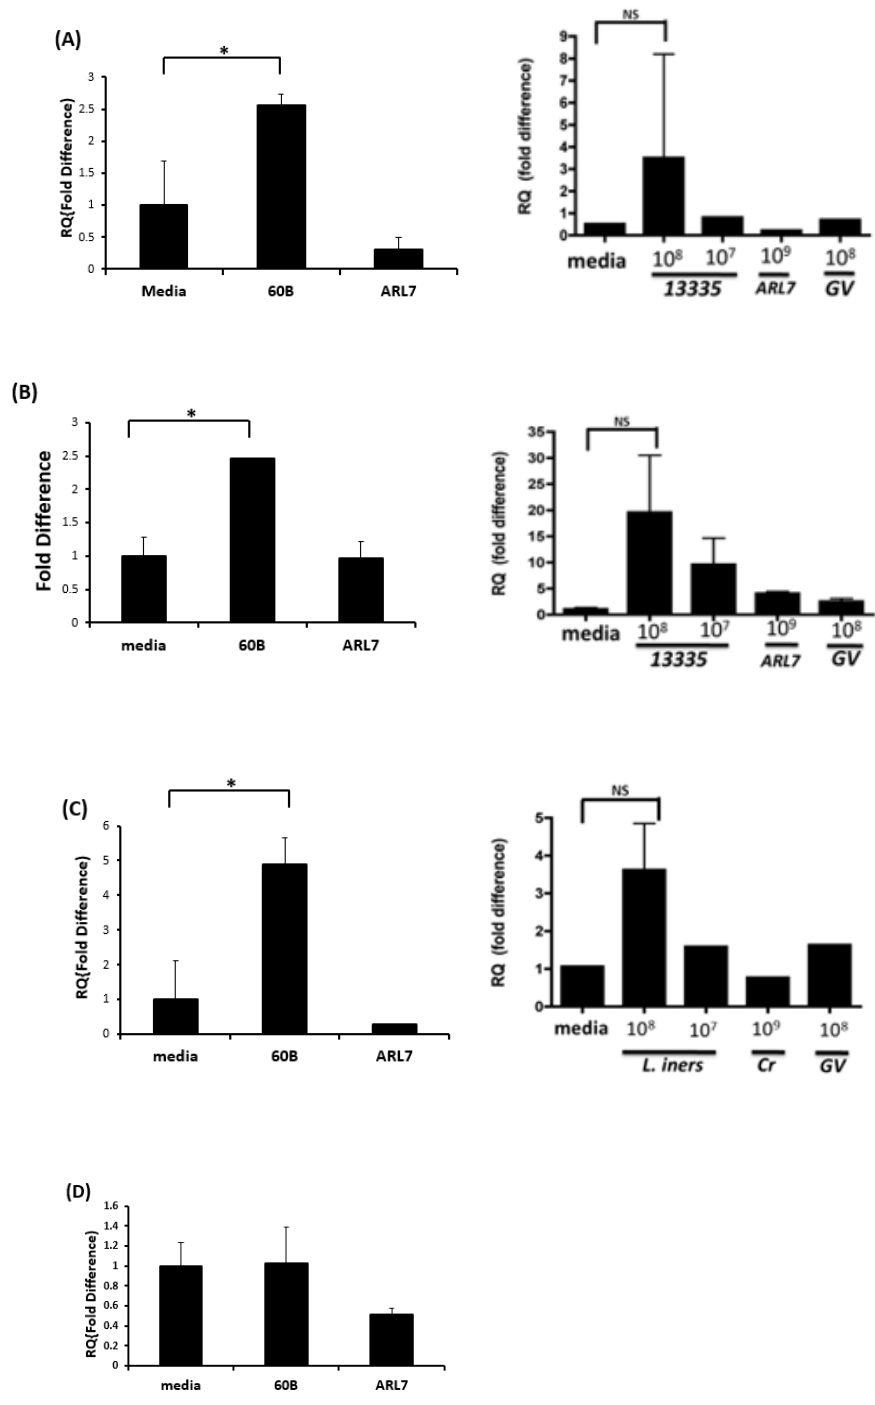 (A)
*
RQ{Fold Difference)
3
2.5
2
1.5
1
0.5
0
Media 60B ARL7
NS
RQ (fold difference)
9
8
7
6
5
4
3
2
1
0
media 10⁸ 10⁷ 10⁹ 10⁸
13335 ARL7 GV
(B)
*
Fold Difference
3
2.5
2
1.5
1
0.5
0
media 60B ARL7
NS
RQ (fold difference)
35
30
25
20
15
10
5
0
media 10⁸ 10⁷ 10⁹ 10⁸
13335 ARL7 GV
(C)
*
RQ{Fold Difference)
6
5
4
3
2
1
0
media 60B ARL7
NS
RQ (fold difference)
5
4
3
2
1
0
media 10⁸ 10⁷ 10⁹ 10⁸
L. iners Cr GV
(D)
RQ{Fold Difference)
1.6
1.4
1.2
1
0.8
0.6
0.4
0.2
0
media 60B ARL7